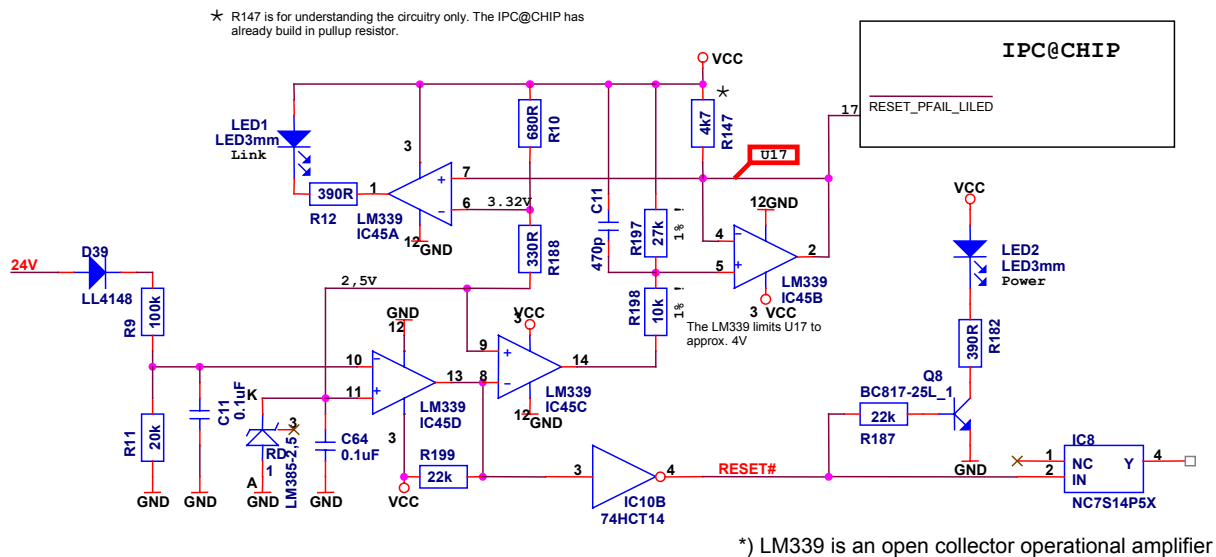 * R147 is for understanding the circuitry only. The IPC@CHIP has
already build in pullup resistor.
IPC@CHIP
VCC
*
17
RESET_PFAIL_LILED
LED1
LED3mm
Link
3
680R
R10
4k7
R147
U17
390R
R12
1
+
7
−
6
3.32V
LM339
IC45A
12
GND
C11
470p
R197
27k
1% !
12
GND
4
−
5
+
2
LM339
IC45B
3
VCC
VCC
LED2
LED3mm
Power
330R
R188
R198
10k
1% !
The LM339 limits U17 to
approx. 4V
24V
D39
LL4148
R9
100k
2,5V
GND
12
3
VCC
9
+
8
−
14
LM339
IC45C
12
GND
10
−
11
+
13
LM339
IC45D
390R
R182
Q8
BC817-25L_1
22k
R187
GND
R11
20k
C11
0.1uF
K
3
RD
1
A
LM385-2,5
C64
0.1uF
3
R199
22k
VCC
GND
GND
GND
GND
3
4
IC10B
74HCT14
RESET#
IC8
1
NC
2
IN
Y
4
NC7S14P5X
*) LM339 is an open collector operational amplifier